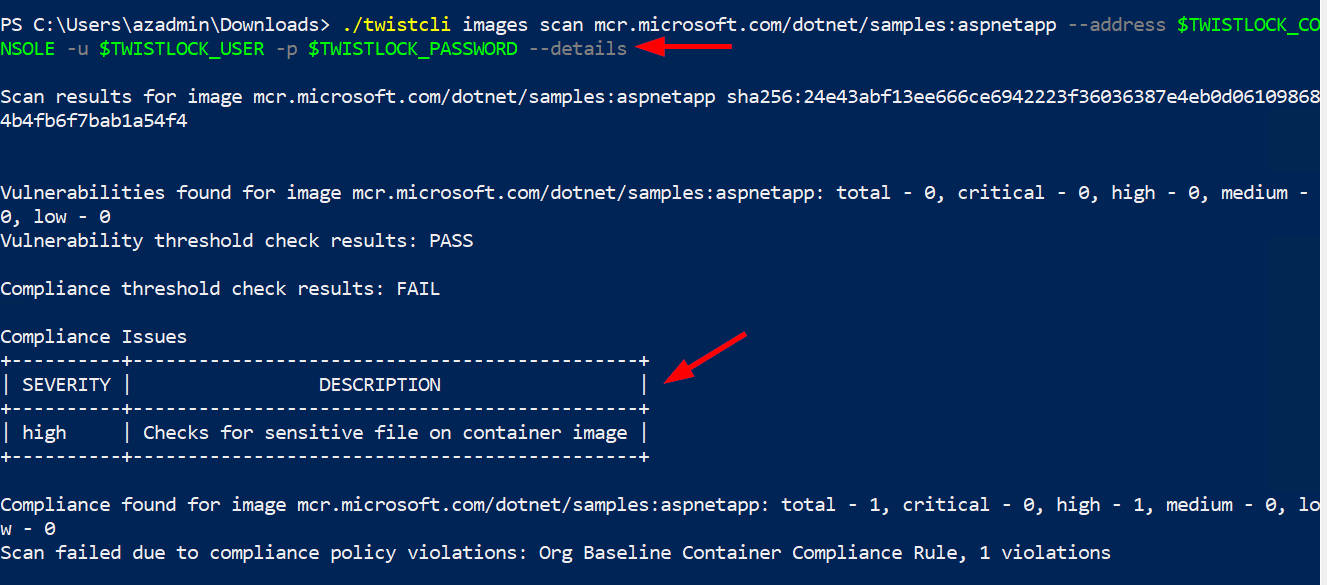 PS C:\Users\azadmin\Downloads> ./twistcli images scan mcr.microsoft.com/dotnet/samples:aspnetapp --address $TWISTLOCK_CO
NSOLE -u $TWISTLOCK_USER -p $TWISTLOCK_PASSWORD --details
Scan results for image mcr.microsoft.com/dotnet/samples:aspnetapp sha256:24e43abf13ee666ce6942223f36036387e4eb0d06109868
4b4fb6f7bab1a54f4
Vulnerabilities found for image mcr.microsoft.com/dotnet/samples:aspnetapp: total - 0, critical - 0, high - 0, medium -
0, low - 0
Vulnerability threshold check results: PASS
Compliance threshold check results: FAIL
Compliance Issues
+----------+----------------------------------------------+
| SEVERITY |                 DESCRIPTION                  |
+----------+----------------------------------------------+
| high     | Checks for sensitive file on container image |
+----------+----------------------------------------------+
Compliance found for image mcr.microsoft.com/dotnet/samples:aspnetapp: total - 1, critical - 0, high - 1, medium - 0, lo
w - 0
Scan failed due to compliance policy violations: Org Baseline Container Compliance Rule, 1 violations